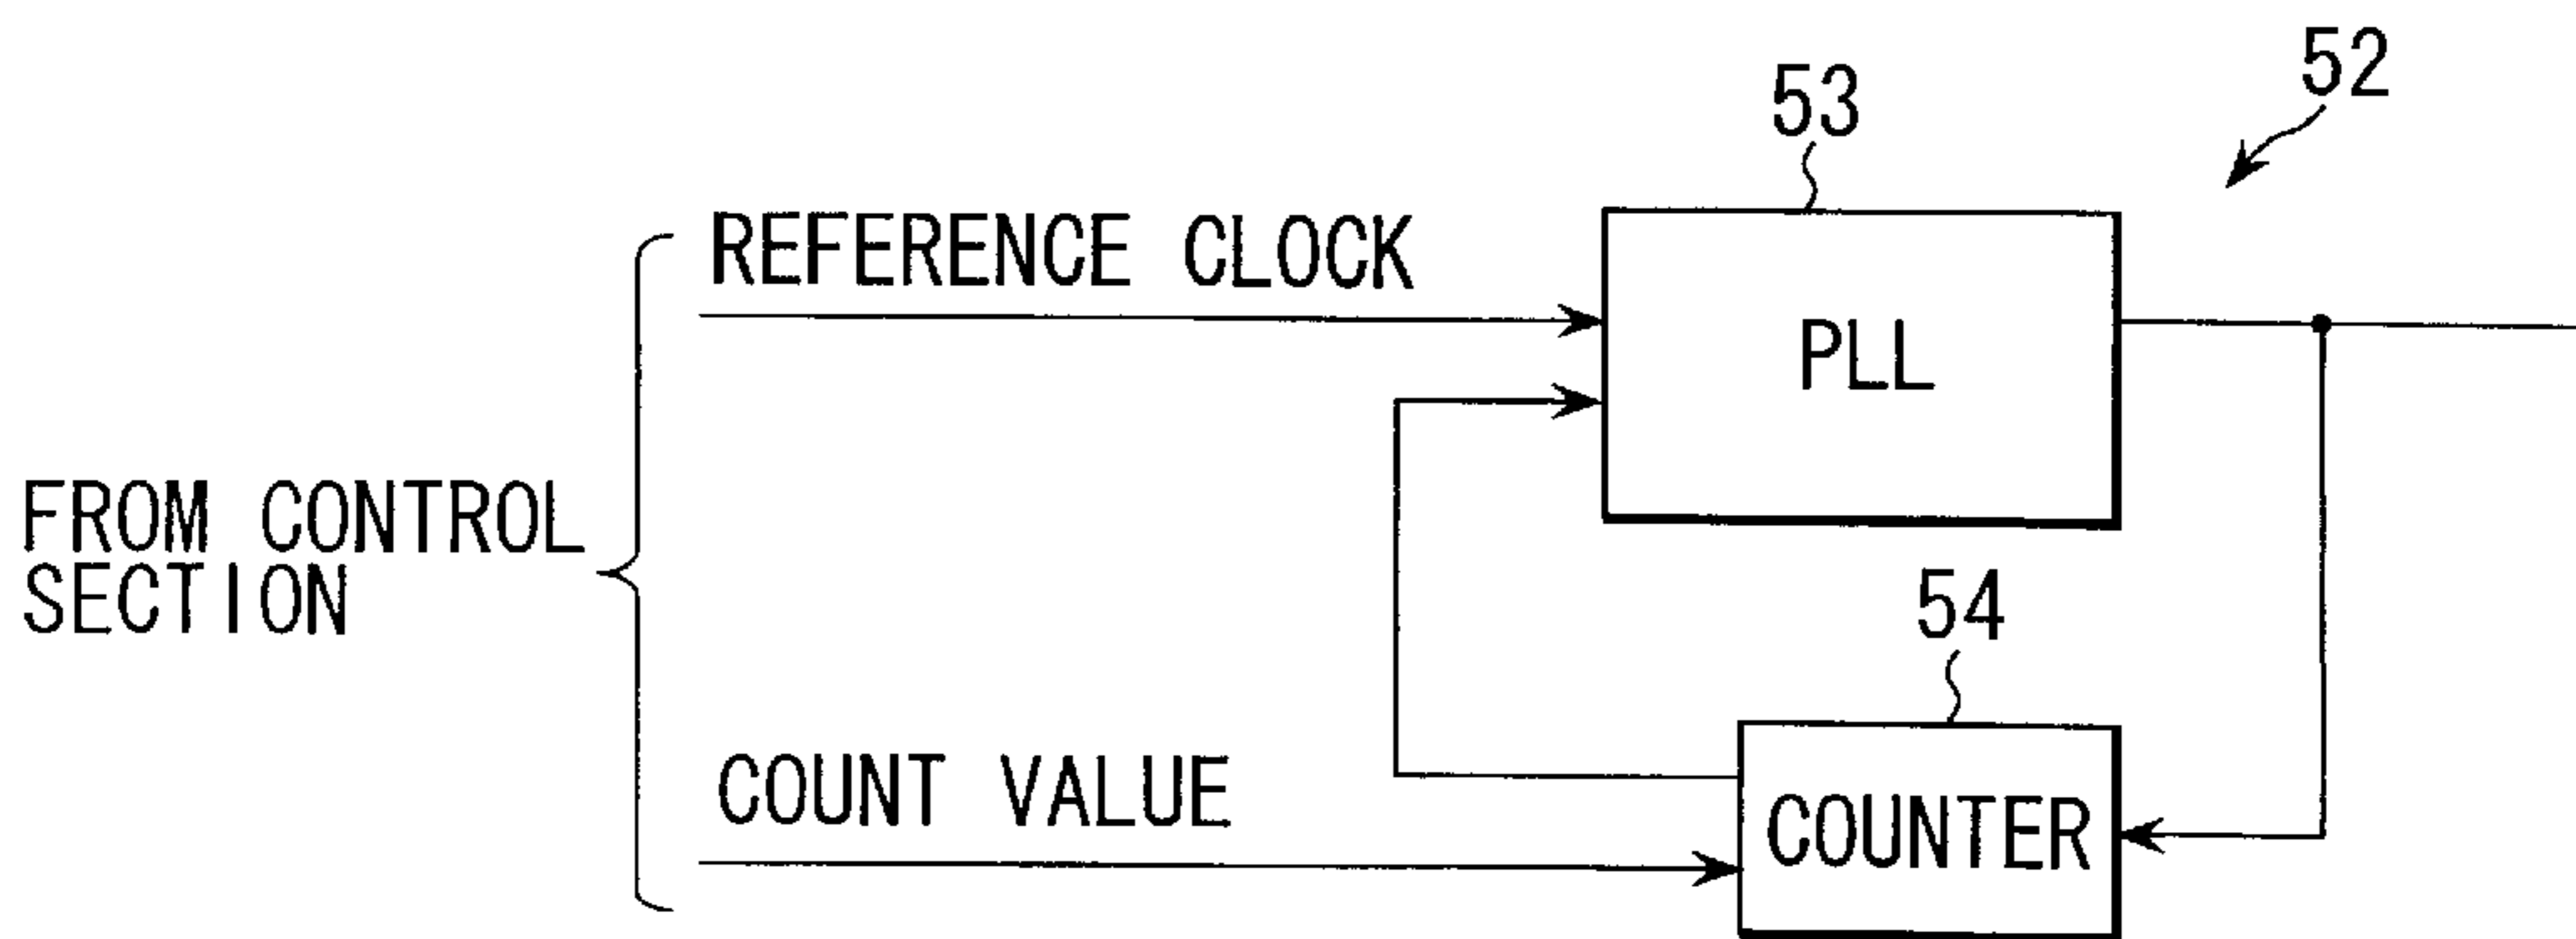 52
53
REFERENCE CLOCK
PLL
FROM CONTROL
SECTION
54
COUNT VALUE
COUNTER